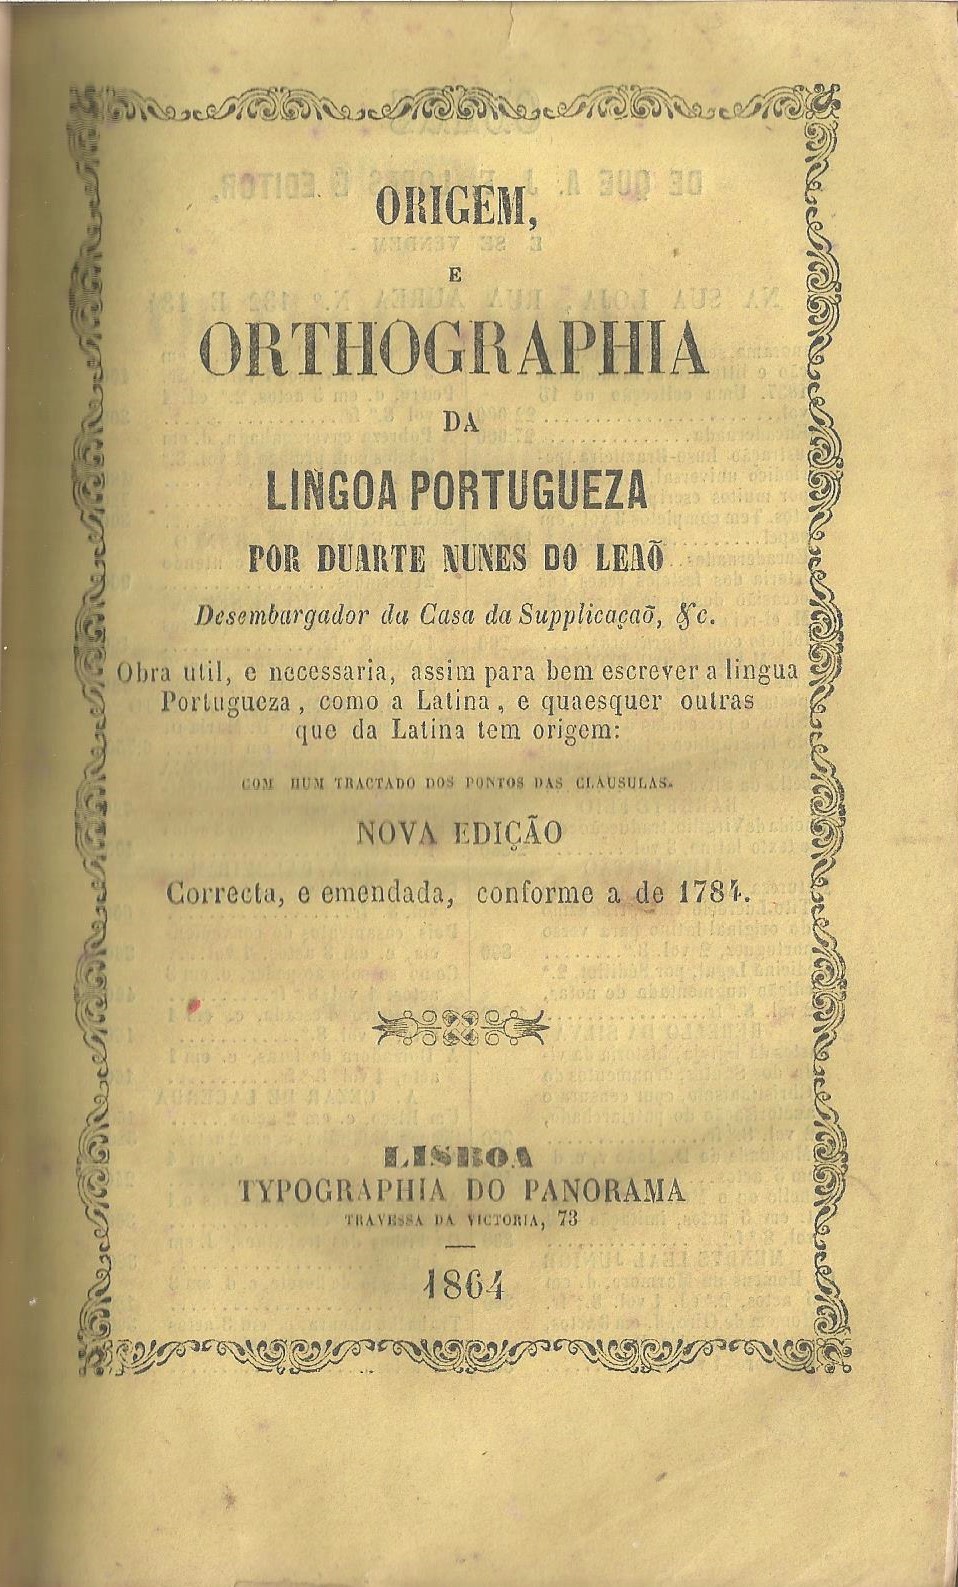 ORIGEM,
E
ORTHOGRAPHIA
DA
LINGOA PORTUGUEZA
POR DUARTE NUNES DO LEAÕ
Desembargador da Casa da Supplicaçaõ, &c.
Obra util, e necessaria, assim para bem escrever a lingua
Portugueza, como a Latina, e quaesquer outras
que da Latina tem origem:
COM HUM TRACTADO DOS PONTOS DAS CLAUSULAS.
NOVA EDIÇÃO
Correcta, e emendada, conforme a de 1784.
LISBOA
TYPOGRAPHIA DO PANORAMA
TRAVESSA DA VICTORIA, 73
1864